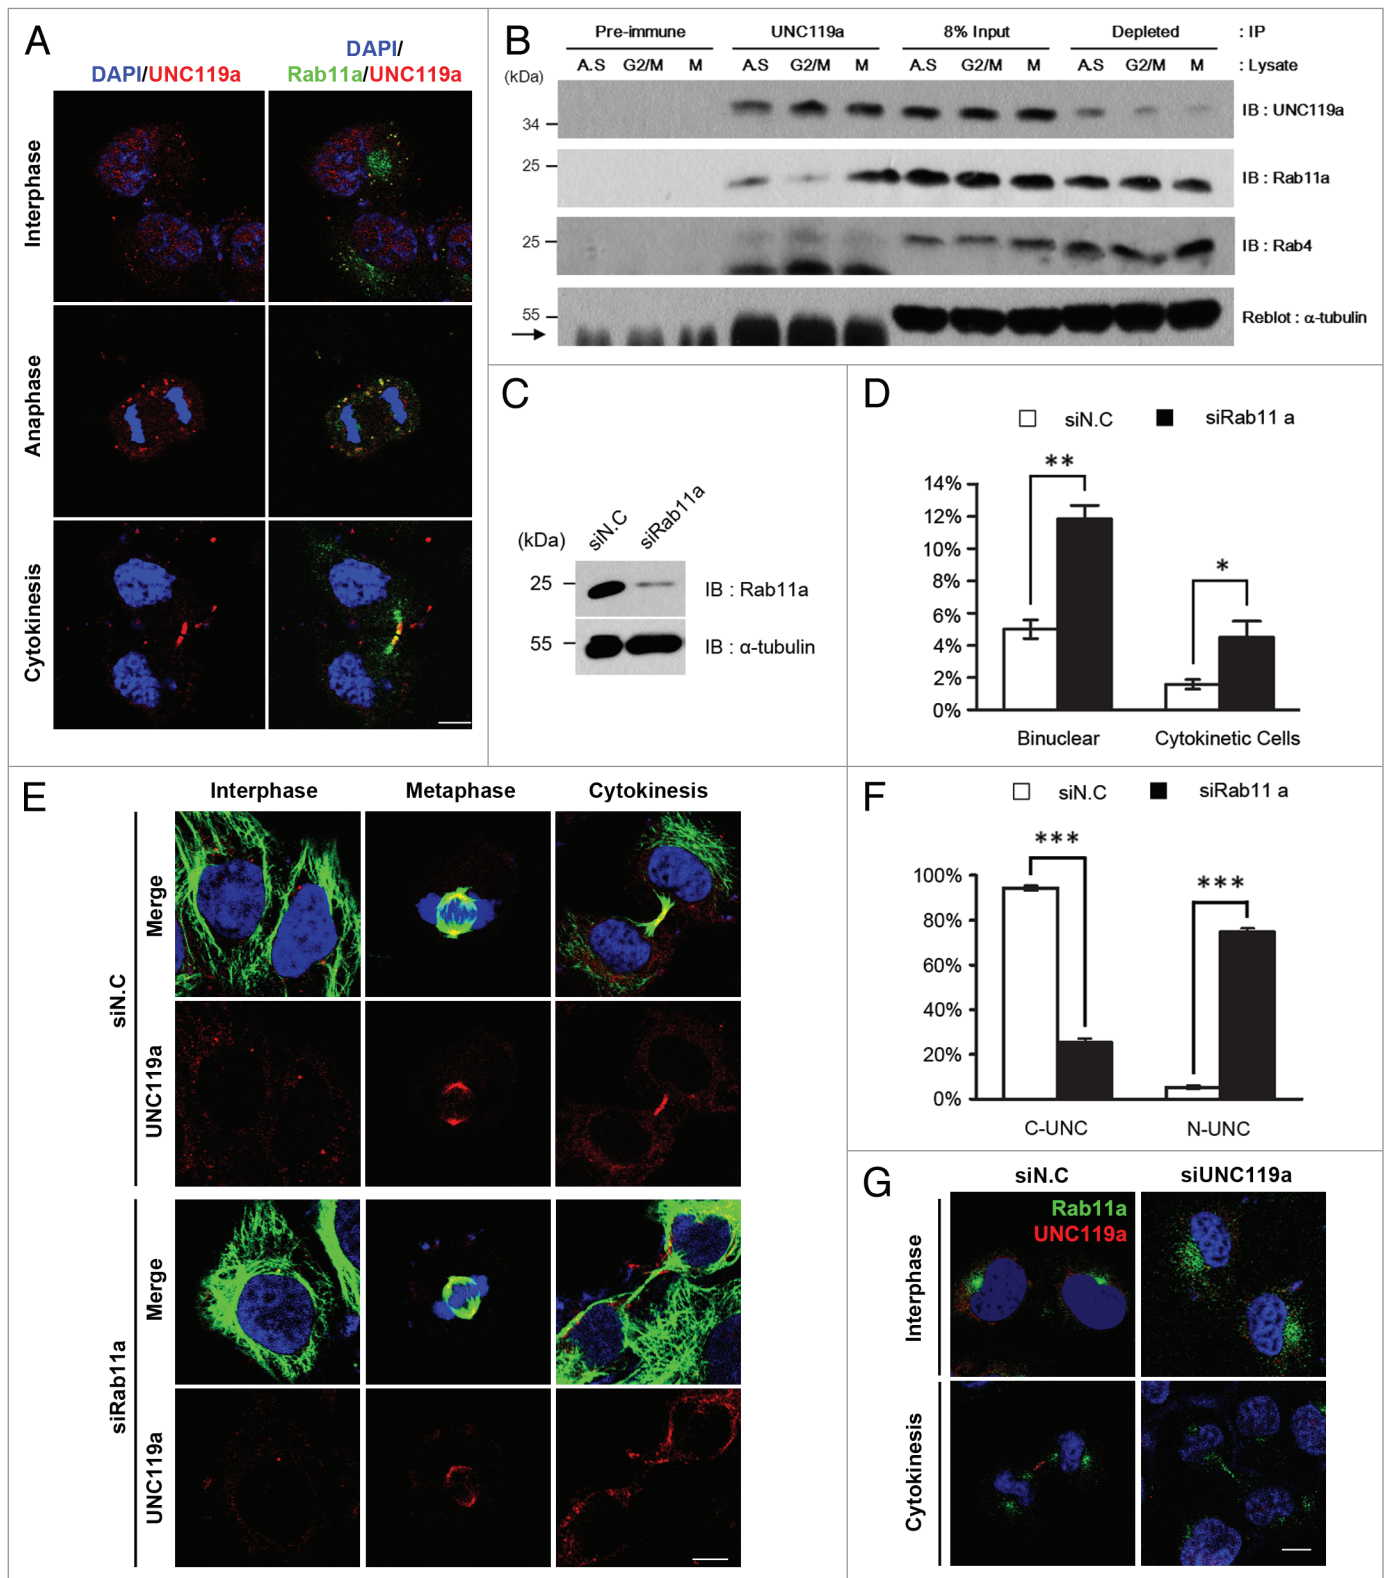 A
DAPI/UNC119a
DAPI/
Rab11a/UNC119a
Interphase
Anaphase
Cytokinesis
B
Pre-immune UNC119a 8% Input Depleted : IP
A.S G2/M M A.S G2/M M A.S G2/M M A.S G2/M M : Lysate
(kDa)
34 IB : UNC119a
25 IB : Rab11a
25 IB : Rab4
55 Reblot : α-tubulin
C
(kDa) siN.C siRab11a
25 IB : Rab11a
55 IB : α-tubulin
D
siN.C siRab11 a
**
*
14%
12%
10%
8%
6%
4%
2%
0%
Binuclear Cytokinetic Cells
E
Interphase Metaphase Cytokinesis
siN.C
Merge
UNC119a
siRab11a
Merge
UNC119a
F
siN.C siRab11 a
***
***
100%
80%
60%
40%
20%
0%
C-UNC N-UNC
G
siN.C siUNC119a
Rab11a
UNC119a
Interphase
Cytokinesis